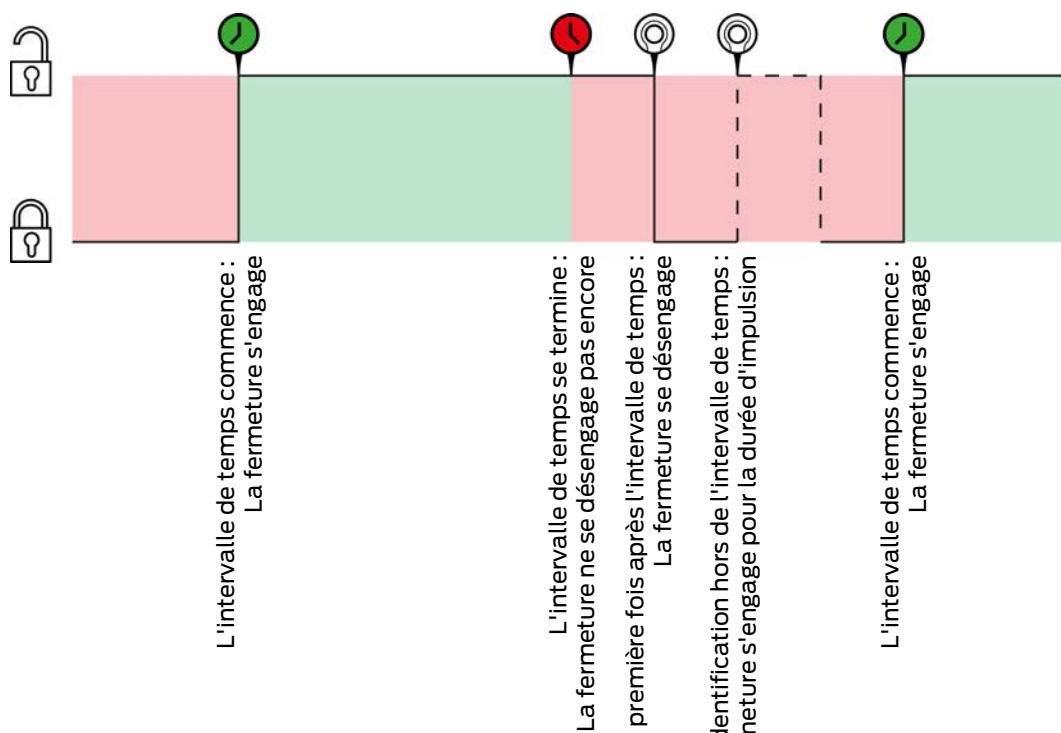 L'intervalle de temps commence :
La fermeture s'engage
L'intervalle de temps se termine :
La fermeture ne se désengage pas encore
première fois après l'intervalle de temps :
La fermeture se désengage
hors de l'intervalle de temps :
s'engage pour la durée d'impulsion
L'intervalle de temps commence :
La fermeture s'engage